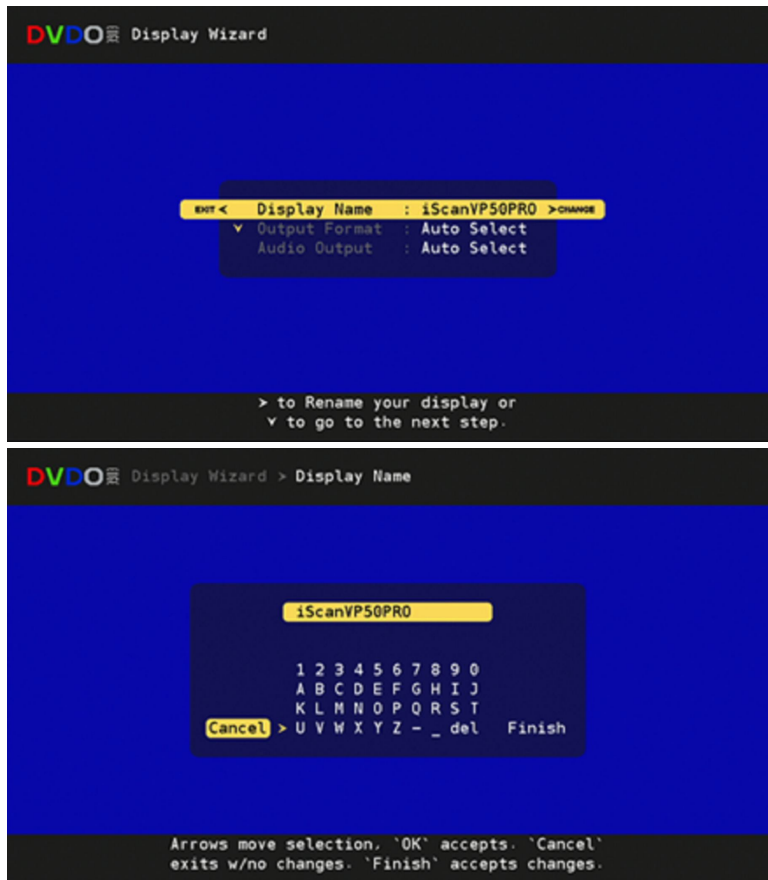 DVDO EDGE Display Wizard
EXIT < Display Name : iScanVP50PRO > CHANGE
Output Format : Auto Select
Audio Output : Auto Select
> to Rename your display or
v to go to the next step.
DVDO EDGE Display Wizard > Display Name
iScanVP50PRO
1 2 3 4 5 6 7 8 9 0
A B C D E F G H I J
K L M N O P Q R S T
Cancel > U V W X Y Z - _ del Finish
Arrows move selection, `OK` accepts. `Cancel`
exits w/no changes. `Finish` accepts changes.